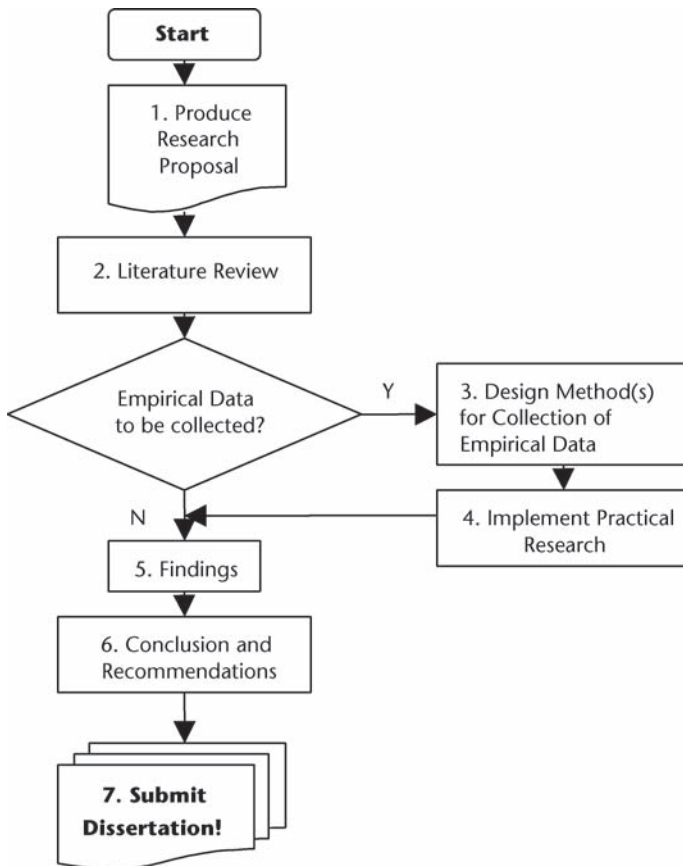 Start
1. Produce
Research
Proposal
2. Literature Review
Empirical Data
to be collected?
Y
3. Design Method(s)
for Collection of
Empirical Data
N
4. Implement Practical
Research
5. Findings
6. Conclusion and
Recommendations
7. Submit
Dissertation!